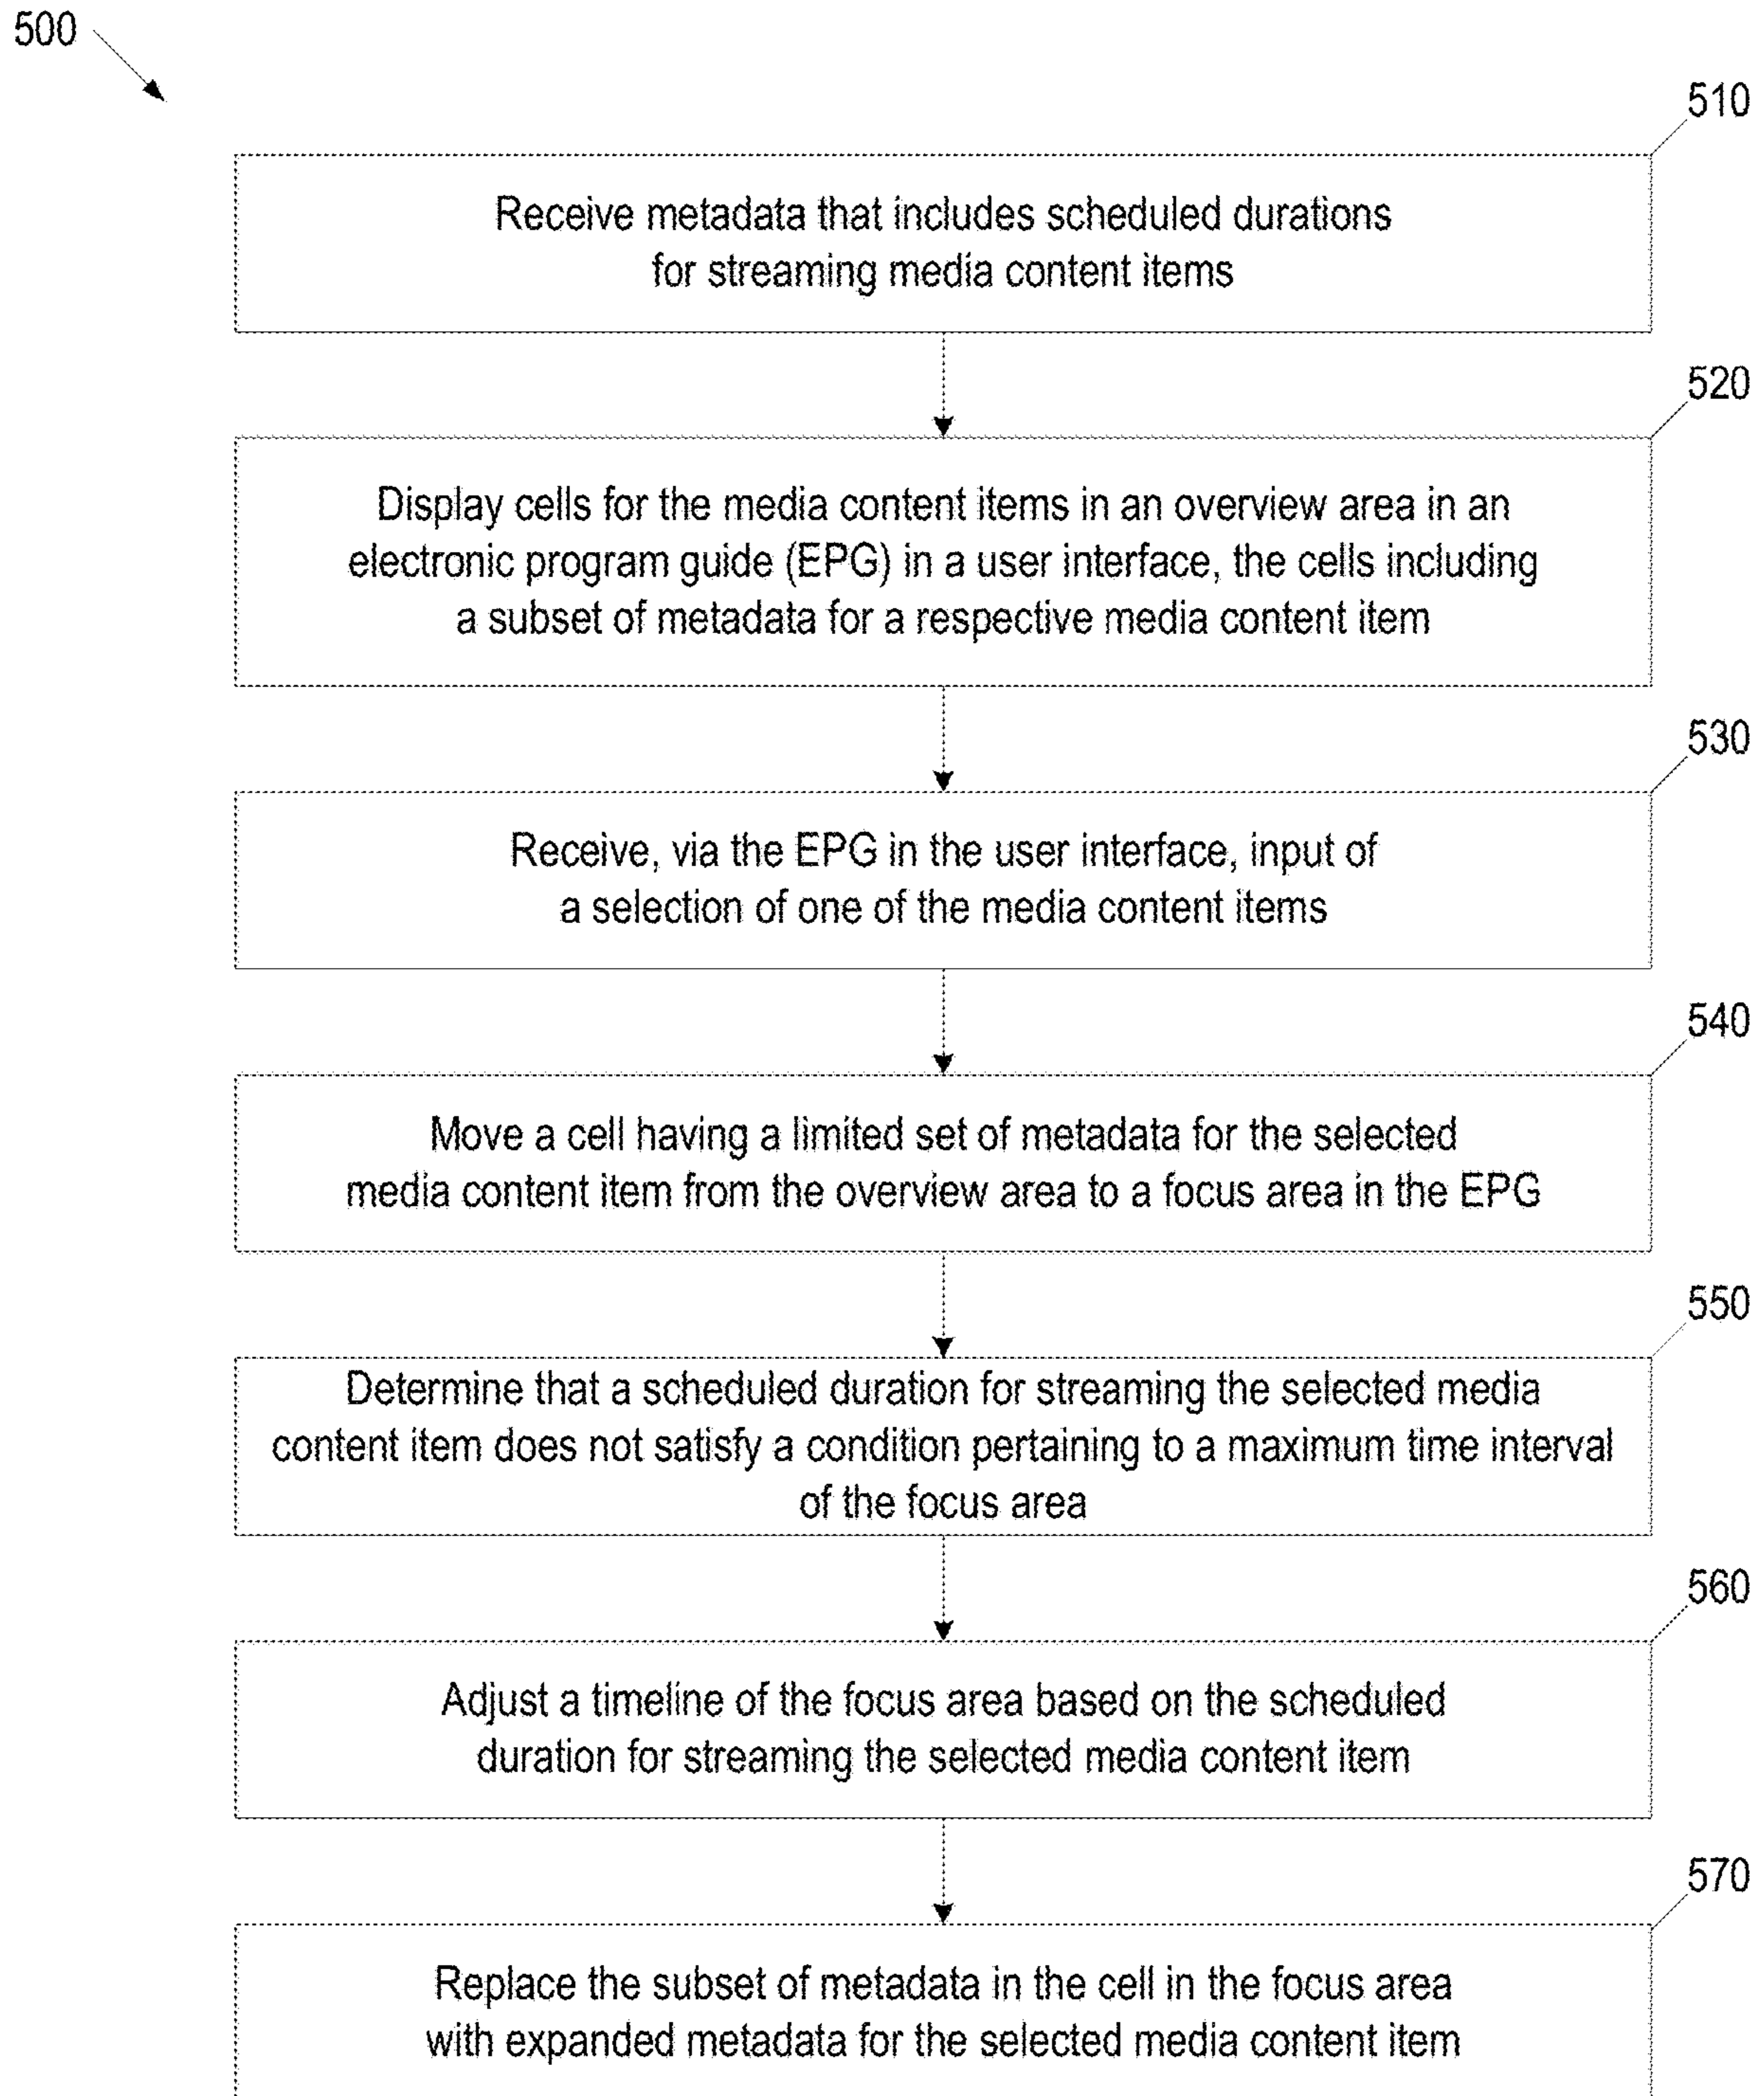 500
510
Receive metadata that includes scheduled durations
for streaming media content items
520
Display cells for the media content items in an overview area in an
electronic program guide (EPG) in a user interface, the cells including
a subset of metadata for a respective media content item
530
Receive, via the EPG in the user interface, input of
a selection of one of the media content items
540
Move a cell having a limited set of metadata for the selected
media content item from the overview area to a focus area in the EPG
550
Determine that a scheduled duration for streaming the selected media
content item does not satisfy a condition pertaining to a maximum time interval
of the focus area
560
Adjust a timeline of the focus area based on the scheduled
duration for streaming the selected media content item
570
Replace the subset of metadata in the cell in the focus area
with expanded metadata for the selected media content item